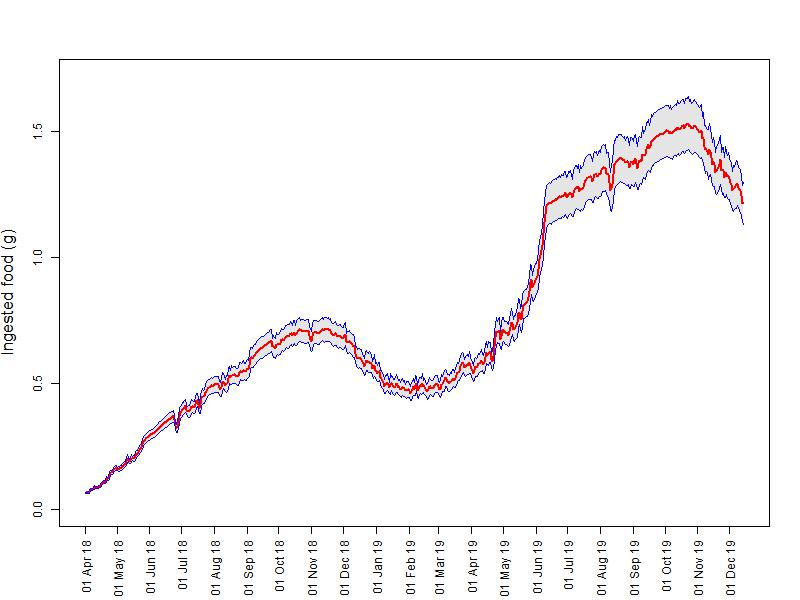 Ingested food (g)
1.5
1.0
0.5
0.0
01 Apr 18
01 May 18
01 Jun 18
01 Jul 18
01 Aug 18
01 Sep 18
01 Oct 18
01 Nov 18
01 Dec 18
01 Jan 19
01 Feb 19
01 Mar 19
01 Apr 19
01 May 19
01 Jun 19
01 Jul 19
01 Aug 19
01 Sep 19
01 Oct 19
01 Nov 19
01 Dec 19